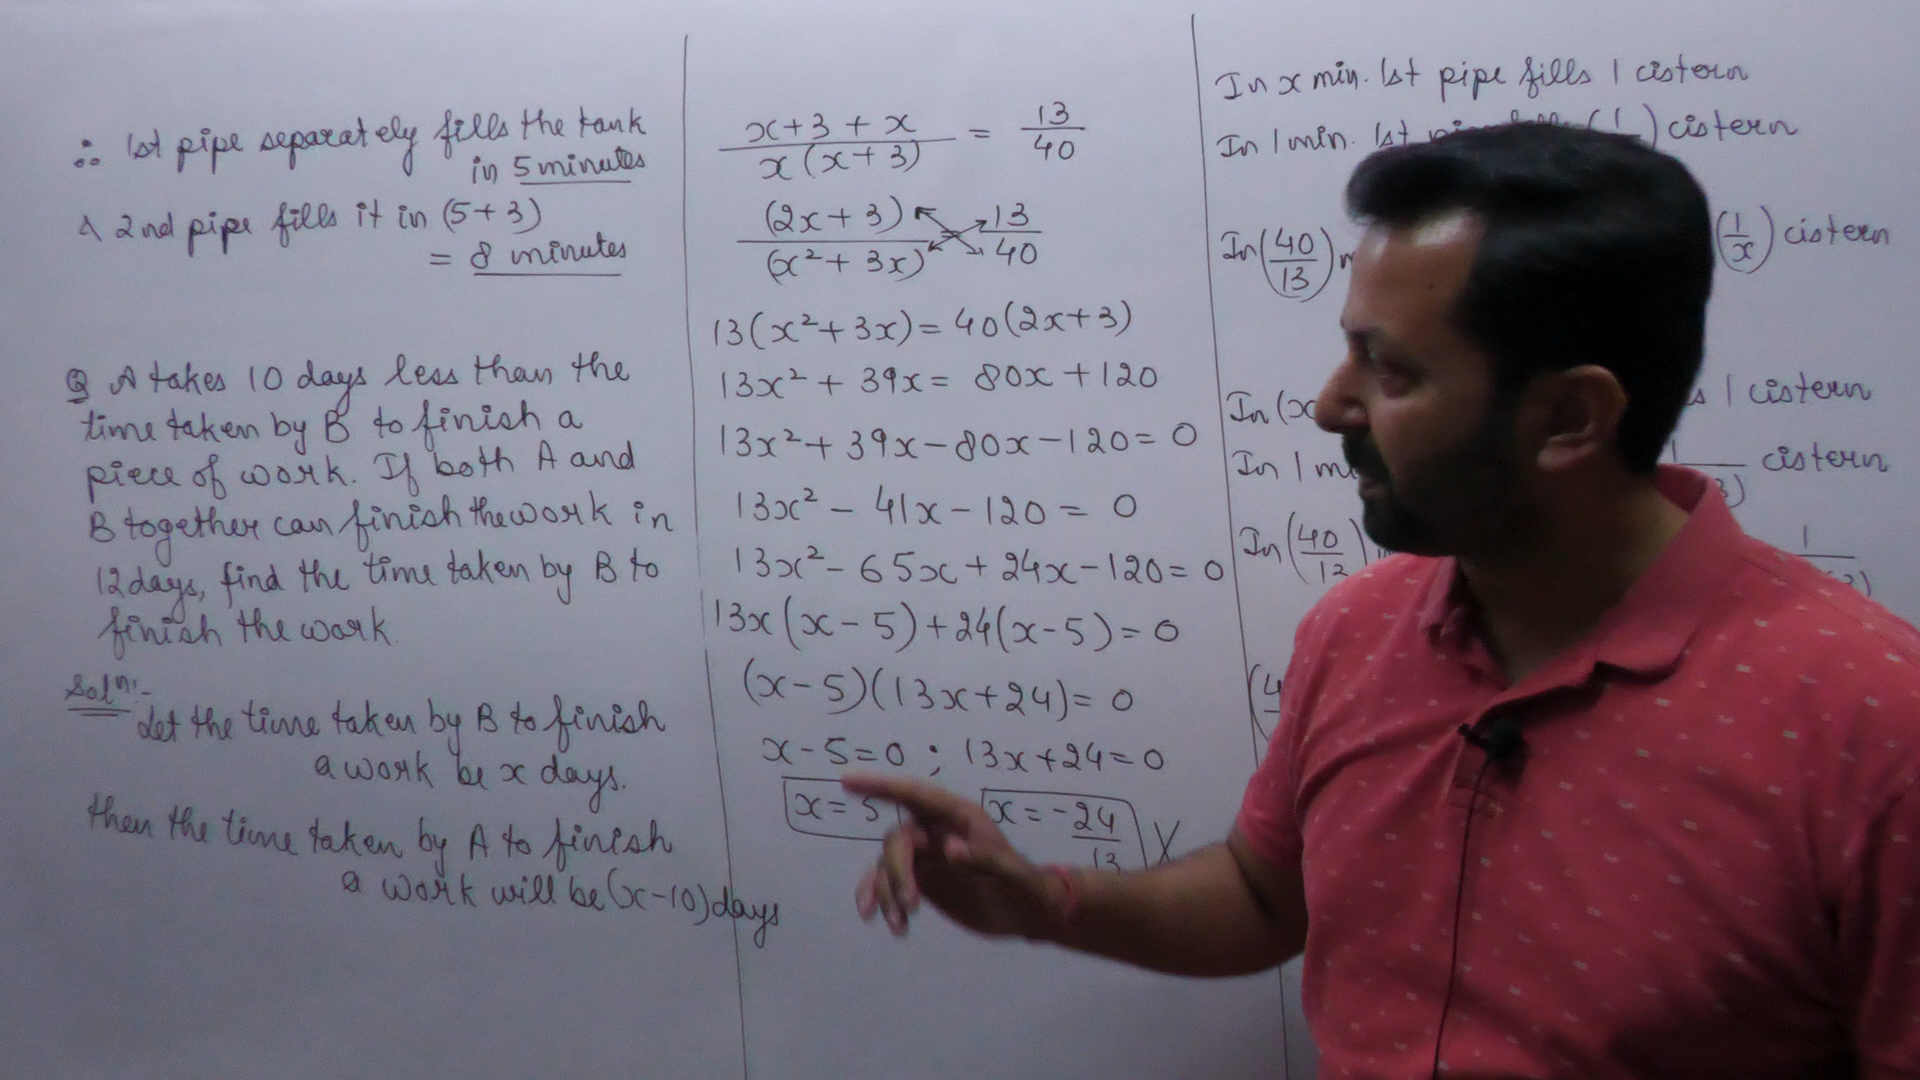 ∴ 1st pipe separately fills the tank
in 5 minutes
& 2nd pipe fills it in (5+3)
= 8 minutes
Q A takes 10 days less than the
time taken by B to finish a
piece of work. If both A and
B together can finish the work in
12 days, find the time taken by B to
finish the work.
Solⁿ:-
Let the time taken by B to finish
a work be x days.
then the time taken by A to finish
a work will be (x-10) days
x+3 + x / x(x+3) = 13/40
(2x+3) / (x²+3x) = 13/40
13(x²+3x) = 40(2x+3)
13x² + 39x = 80x + 120
13x² + 39x - 80x - 120 = 0
13x² - 41x - 120 = 0
13x² - 65x + 24x - 120 = 0
13x(x-5) + 24(x-5) = 0
(x-5)(13x+24) = 0
x-5=0 ; 13x+24=0
x=5 x=-24/13 X
In x min. 1st pipe fills 1 cistern
In 1 min. 1st cistern
In (40/13) (1/x) cistern
In (x 1 cistern
In 1 cistern
In (40/13) 1